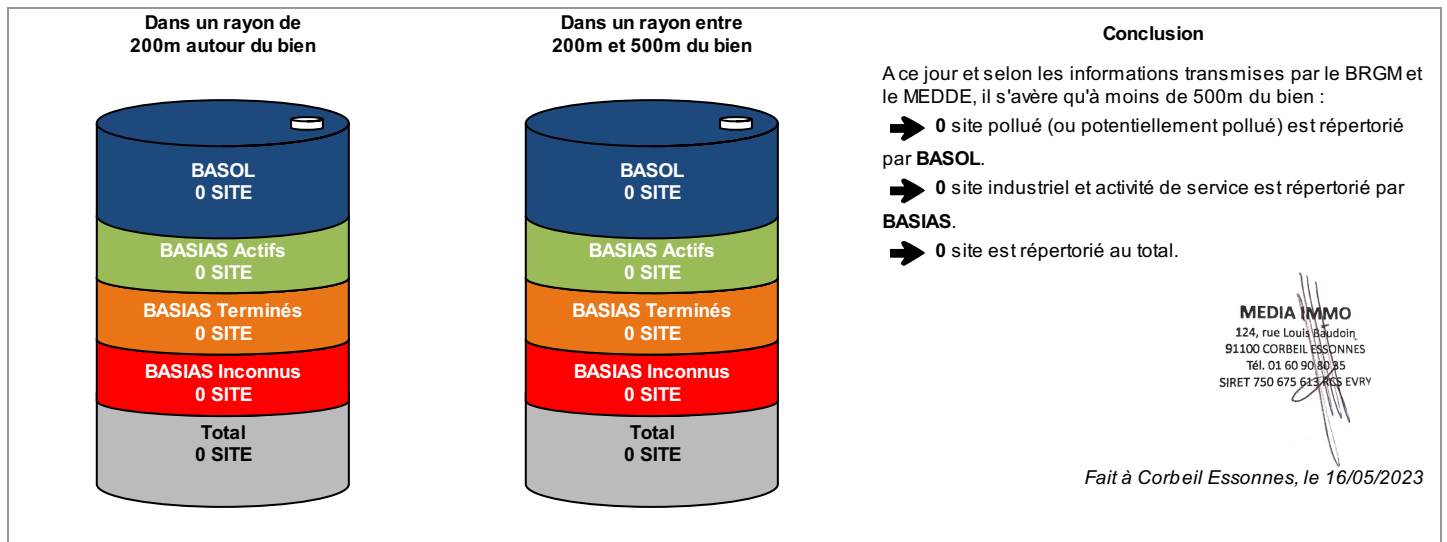 Dans un rayon de
200m autour du bien
BASOL
0 SITE
BASIAS Actifs
0 SITE
BASIAS Terminés
0 SITE
BASIAS Inconnus
0 SITE
Total
0 SITE
Dans un rayon entre
200m et 500m du bien
BASOL
0 SITE
BASIAS Actifs
0 SITE
BASIAS Terminés
0 SITE
BASIAS Inconnus
0 SITE
Total
0 SITE
Conclusion
A ce jour et selon les informations transmises par le BRGM et
le MEDDE, il s'avère qu'à moins de 500m du bien :
0 site pollué (ou potentiellement pollué) est répertorié
par BASOL.
0 site industriel et activité de service est répertorié par
BASIAS.
0 site est répertorié au total.
MEDIA IMMO
124, rue Louis Baudoin
91100 CORBEIL ESSONNES
Tél. 01 60 90 80 85
SIRET 750 675 613 RCS EVRY
Fait à Corbeil Essonnes, le 16/05/2023